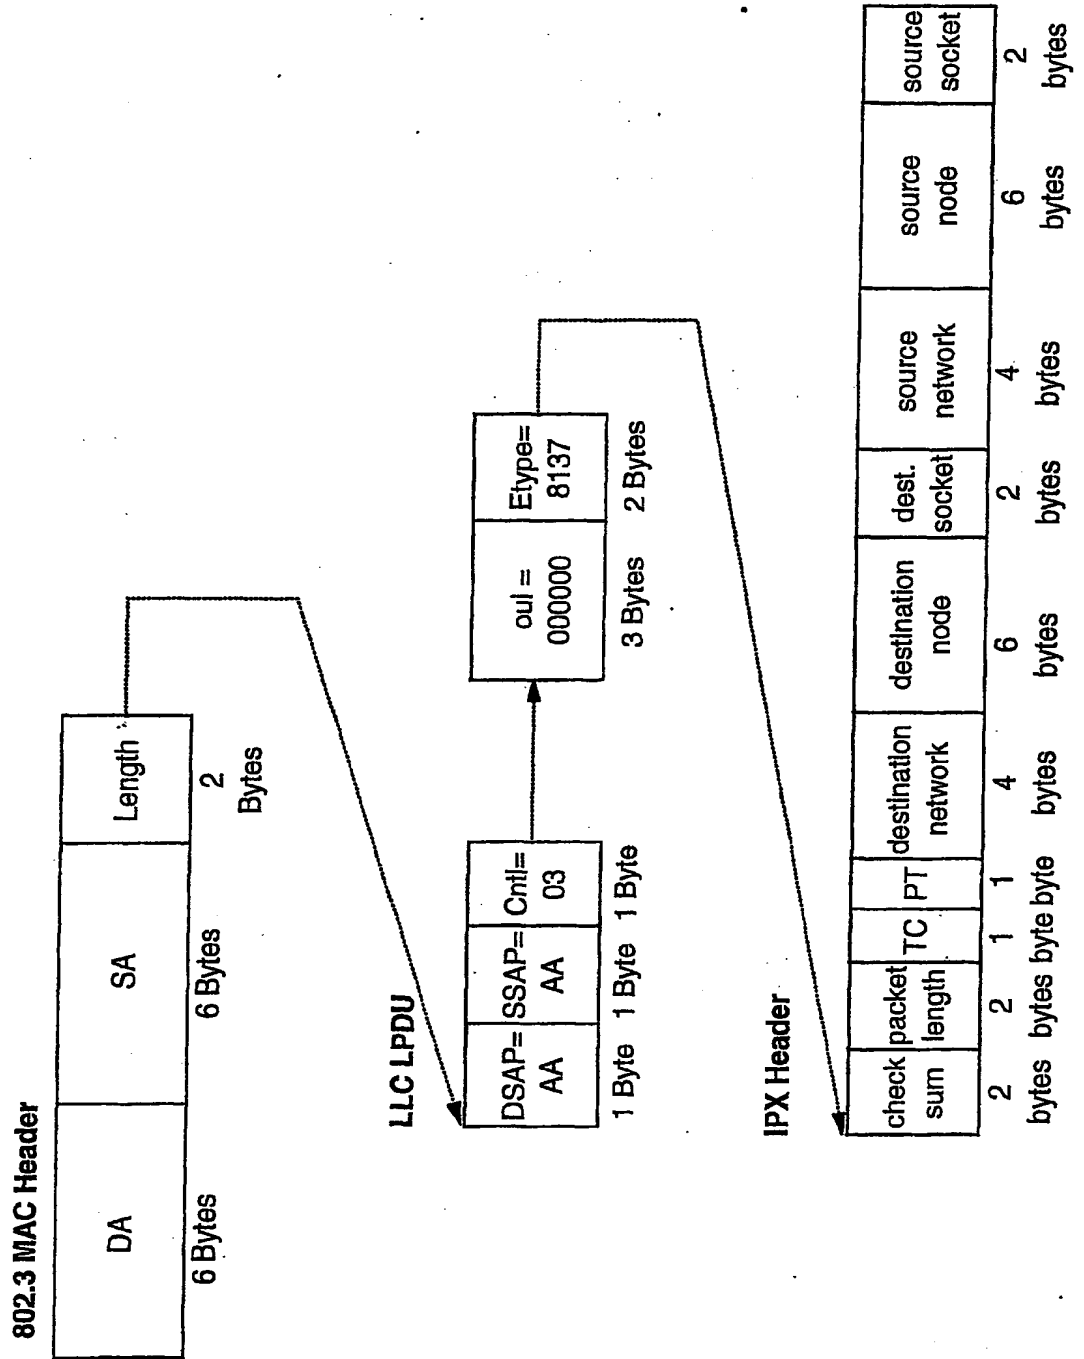 802.3 MAC Header
DA
SA
Length
6 Bytes
6 Bytes
2
Bytes
LLC LPDU
DSAP=
AA
SSAP=
AA
Cntl=
03
1 Byte
1 Byte
1 Byte
oui =
000000
Etype=
8137
3 Bytes
2 Bytes
IPX Header
check
sum
packet
length
TC
PT
destination
network
destination
node
dest.
socket
source
network
source
node
source
socket
2
bytes
2
bytes
1
byte
1
byte
4
bytes
6
bytes
2
bytes
4
bytes
6
bytes
2
bytes